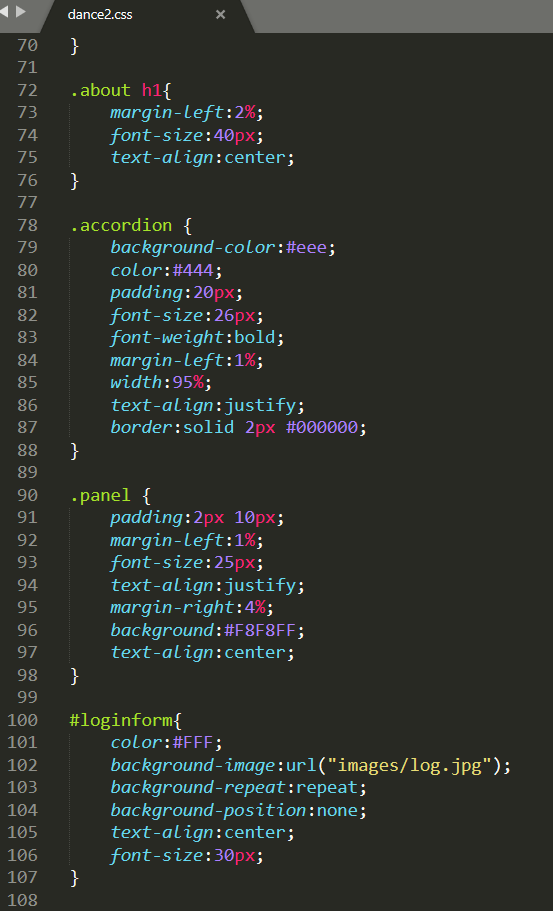 dance2.css ×
70 }
71
72 .about h1{
73     margin-left:2%;
74     font-size:40px;
75     text-align:center;
76 }
77
78 .accordion {
79     background-color:#eee;
80     color:#444;
81     padding:20px;
82     font-size:26px;
83     font-weight:bold;
84     margin-left:1%;
85     width:95%;
86     text-align:justify;
87     border:solid 2px #000000;
88 }
89
90 .panel {
91     padding:2px 10px;
92     margin-left:1%;
93     font-size:25px;
94     text-align:justify;
95     margin-right:4%;
96     background:#F8F8FF;
97     text-align:center;
98 }
99
100 #loginform{
101     color:#FFF;
102     background-image:url("images/log.jpg");
103     background-repeat:repeat;
104     background-position:none;
105     text-align:center;
106     font-size:30px;
107 }
108